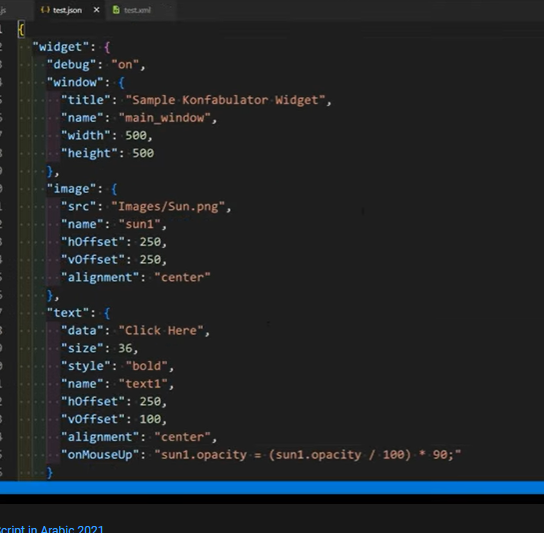 .js test.json × test.xml
{
"widget": {
"debug": "on",
"window": {
"title": "Sample Konfabulator Widget",
"name": "main_window",
"width": 500,
"height": 500
},
"image": {
"src": "Images/Sun.png",
"name": "sun1",
"hOffset": 250,
"vOffset": 250,
"alignment": "center"
},
"text": {
"data": "Click Here",
"size": 36,
"style": "bold",
"name": "text1",
"hOffset": 250,
"vOffset": 100,
"alignment": "center",
"onMouseUp": "sun1.opacity = (sun1.opacity / 100) * 90;"
}
Script in Arabic 2021